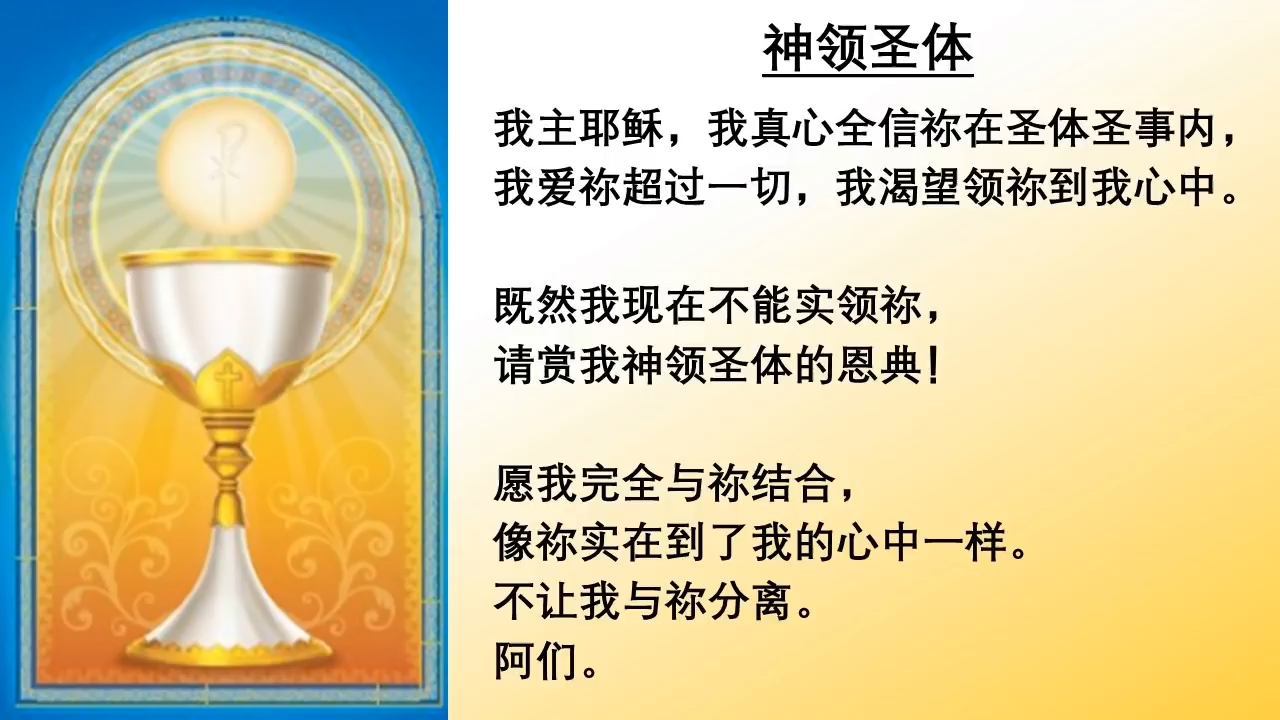 神领圣体
我主耶稣，我真心全信祢在圣体圣事内，
我爱祢超过一切，我渴望领祢到我心中。
既然我现在不能实领祢，
请赏我神领圣体的恩典！
愿我完全与祢结合，
像祢实在到了我的心中一样。
不让我与祢分离。
阿们。